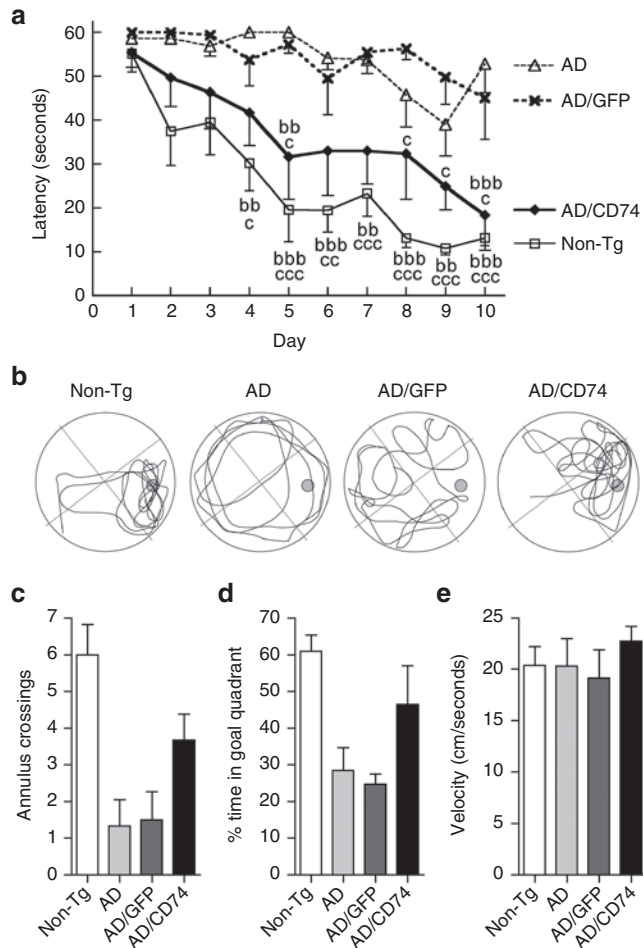 a
60
50
40
30
20
10
0
Latency (seconds)
0 1 2 3 4 5 6 7 8 9 10
Day
bb
c
bb
c
bbb
ccc
bbb
cc
bb
ccc
c
bbb
ccc
c
bb
ccc
bbb
c
bbb
ccc
AD
AD/GFP
AD/CD74
Non-Tg
b
Non-Tg AD AD/GFP AD/CD74
c
7
6
5
4
3
2
1
0
Annulus crossings
Non-Tg
AD
AD/GFP
AD/CD74
d
70
60
50
40
30
20
10
0
% time in goal quadrant
Non-Tg
AD
AD/GFP
AD/CD74
e
25
20
15
10
5
0
Velocity (cm/seconds)
Non-Tg
AD
AD/GFP
AD/CD74